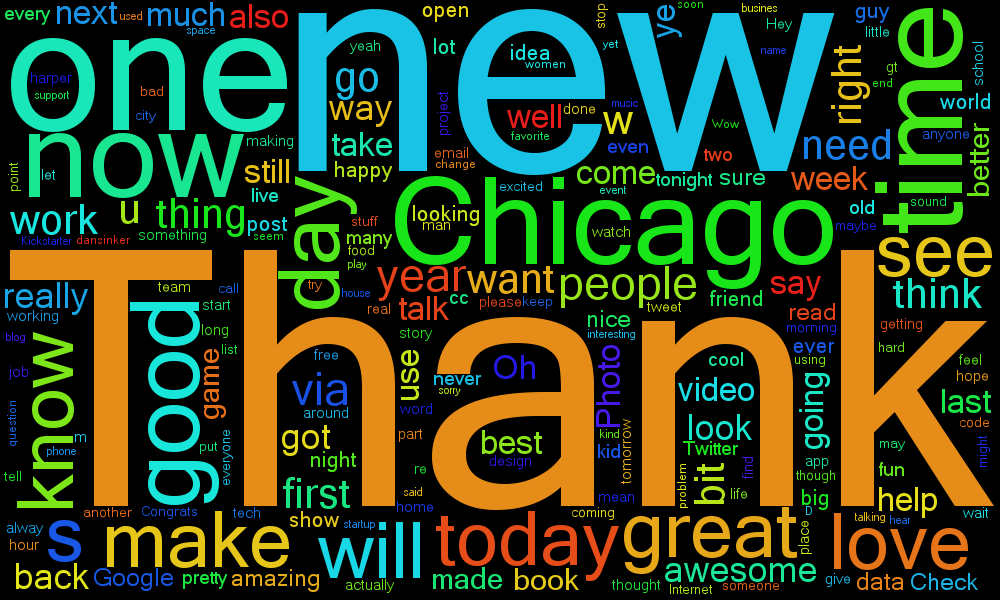 every next used much also
space
open
one new
ye stop
busines soon
Hey
yet
name
guy
little
time
harper
support
bad
city
yeah
lot
idea
women
go
way
project
well done
favorite
music
w
even
Wow
two
right
gt
end
school
world
anyone
better
now
making
take
email
change
need
point
let
still
live
happy
excited
come
event
tonight sure
week
work
u thing
post
day
looking
man
Chicago
watch
old
maybe
sound
Kickstarter dansinker
something
seem
stuff
many
food
play
see
really
team
call
start
try
house
year
real
talk
cc
want
please keep
people
tweet
friend
say
read
morning
think
working
blog
good
long
list
story
nice
interesting
getting
Thank
know
job
game
free
via
around
use
never
sorry
Oh
Photo
cool
video
ever
using
going
hard
feel
hope
last
code
question
m
phone
put
everyone
got
night
word
part
re
best
design
kind
kid
tomorrow
look
Twitter
find
bit
app
though
may
fun
might
tell
first
said
home
mean
problem
life
big
help
another Congrats
tech
show
startup
coming
D
place
talking hear
wait
alway
hour
s make
will today great
love
back Google pretty amazing
actually
made book
thought
awesome
Internet someone
give data Check